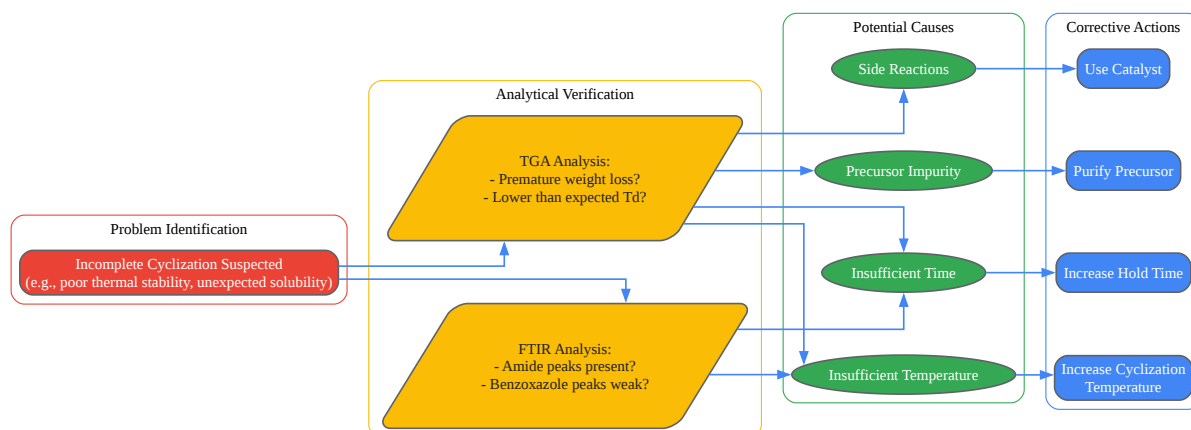 Problem Identification
Incomplete Cyclization Suspected
(e.g., poor thermal stability, unexpected solubility)
Analytical Verification
TGA Analysis:
- Premature weight loss?
- Lower than expected Td?
FTIR Analysis:
- Amide peaks present?
- Benzoxazole peaks weak?
Potential Causes
Side Reactions
Precursor Impurity
Insufficient Time
Insufficient Temperature
Corrective Actions
Use Catalyst
Purify Precursor
Increase Hold Time
Increase Cyclization
Temperature